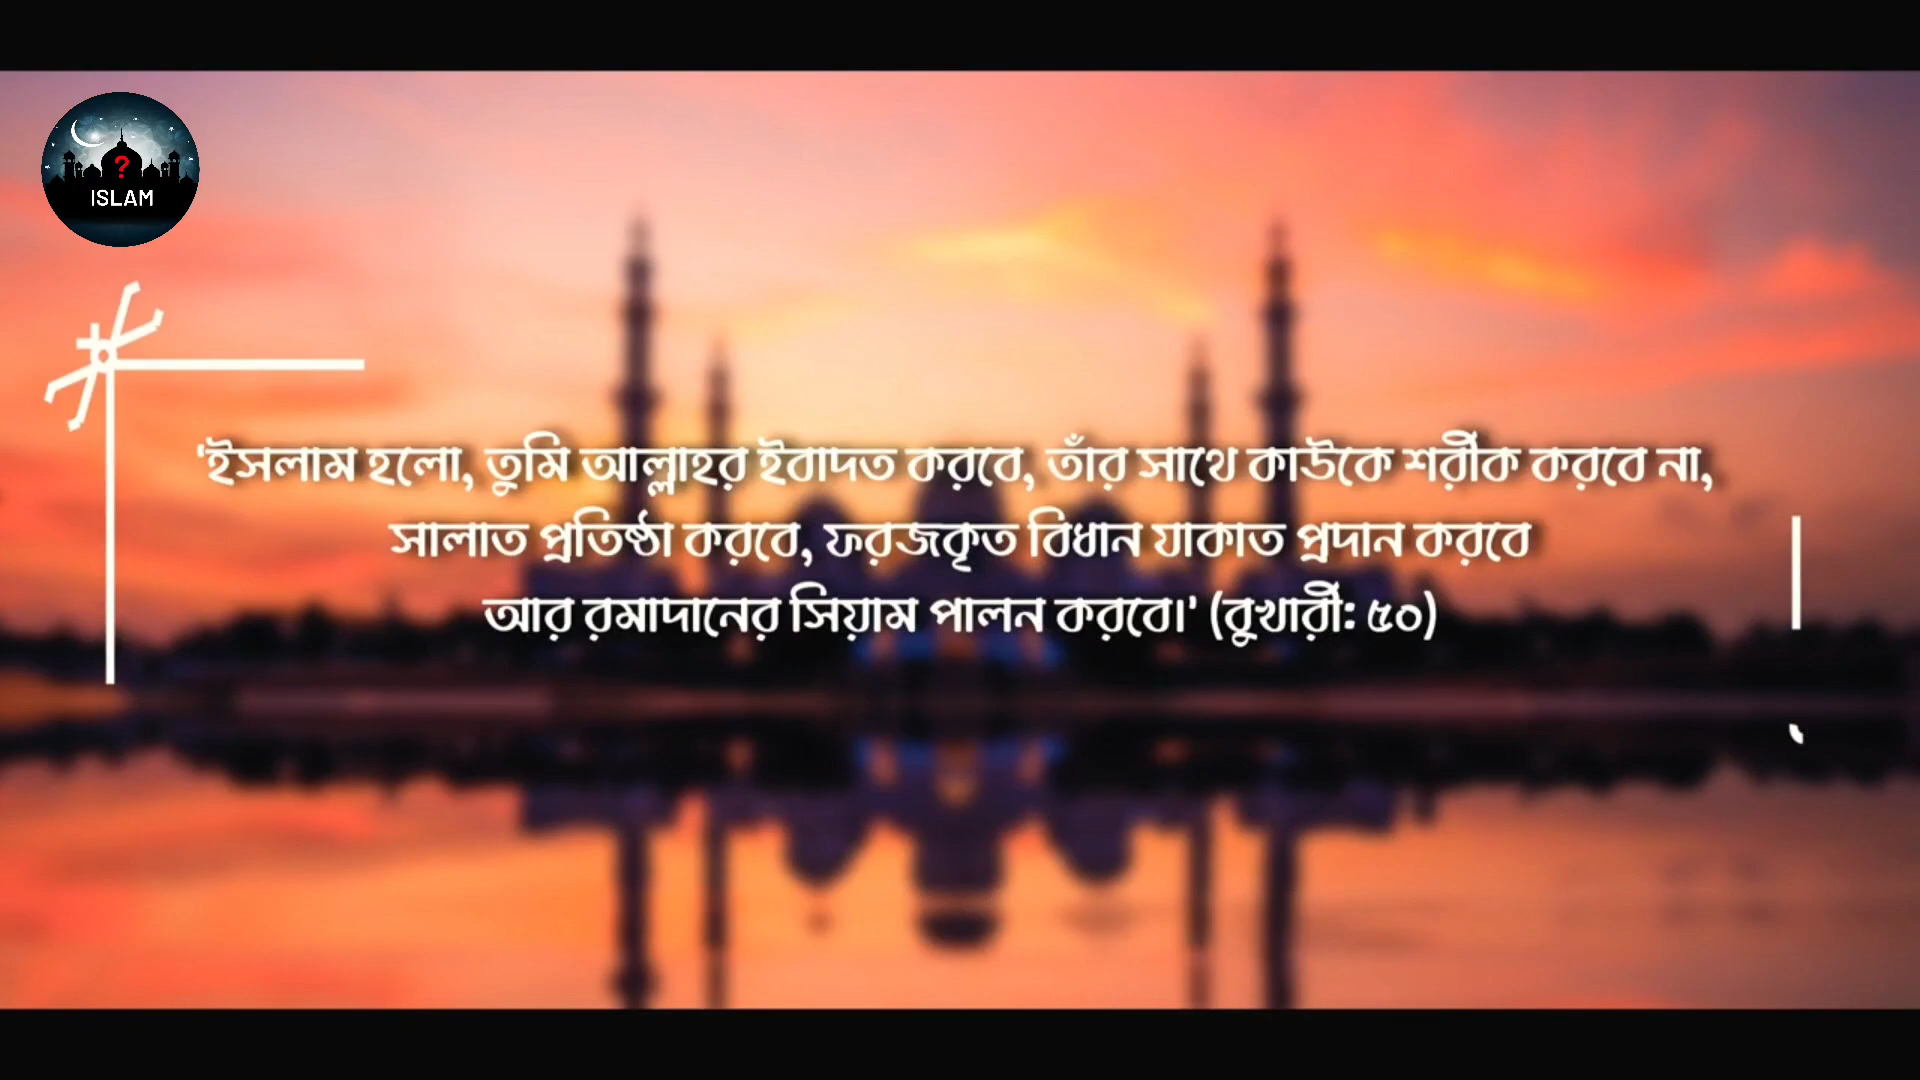 ?
ISLAM
'ইসলাম হলো, তুমি আল্লাহর ইবাদত করবে, তাঁর সাথে কাউকে শরীক করবে না,
সালাত প্রতিষ্ঠা করবে, ফরজকৃত বিধান যাকাত প্রদান করবে
আর রমাদানের সিয়াম পালন করবে।' (বুখারী: ৫০)